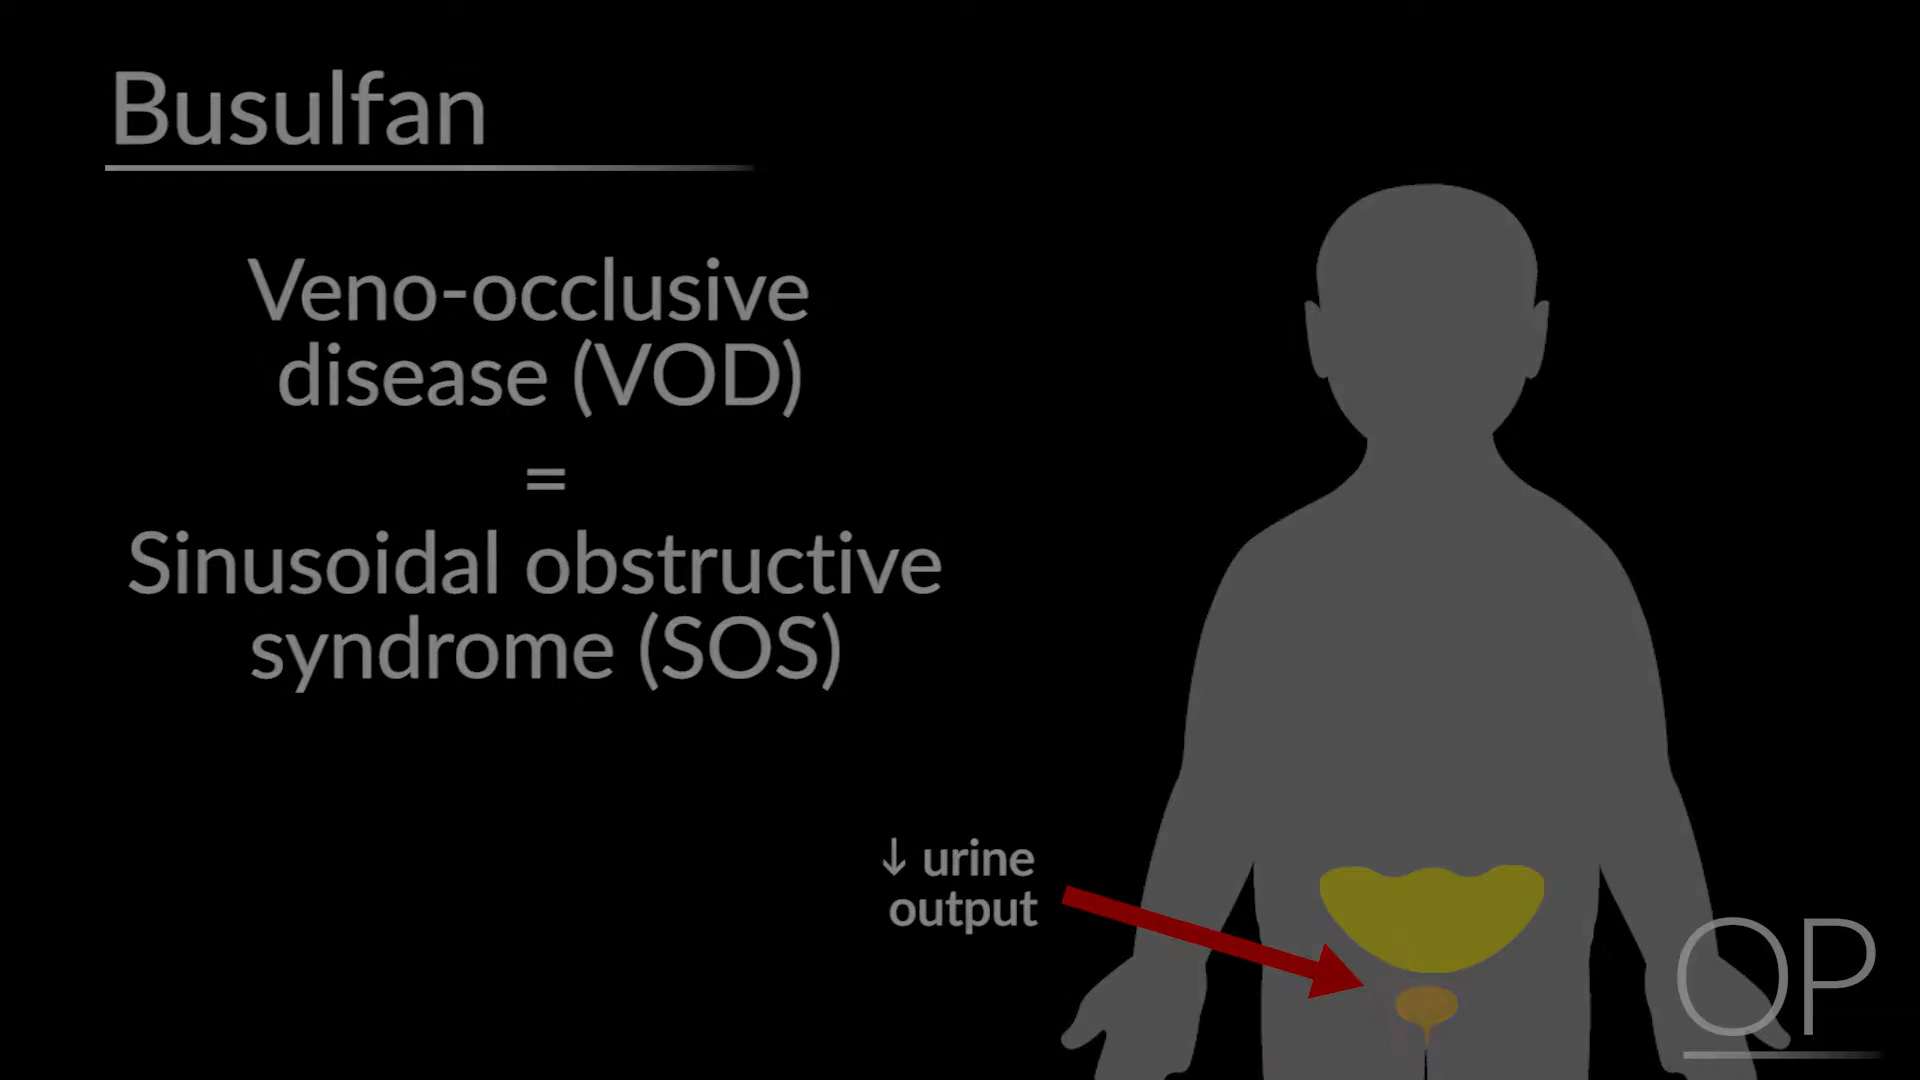 Busulfan
Veno-occlusive
disease (VOD)
=
Sinusoidal obstructive
syndrome (SOS)
↓ urine
output
QP